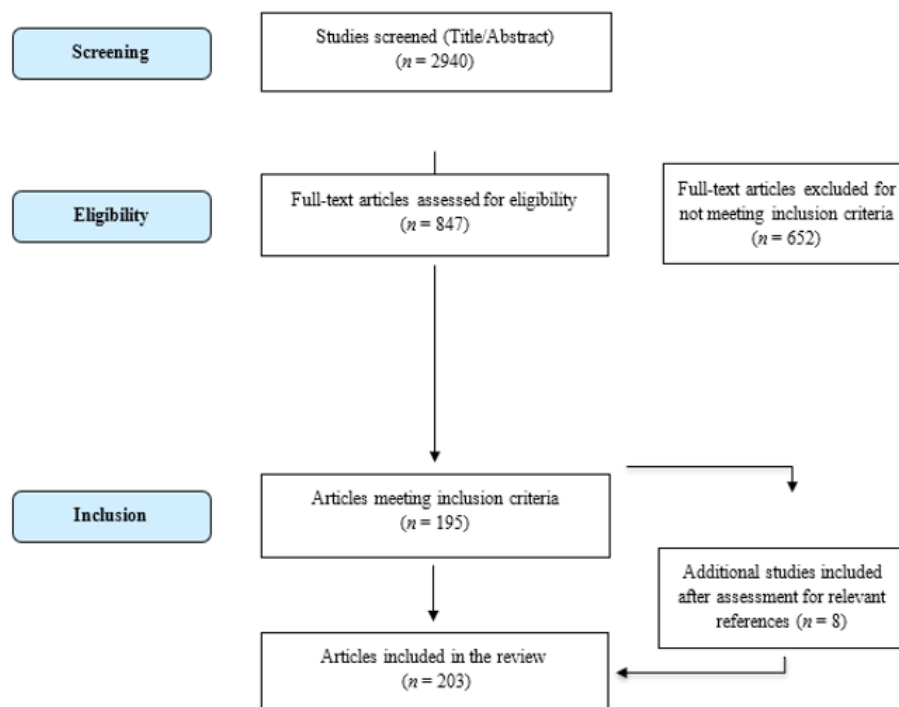 Screening
Studies screened (Title/Abstract)
(n = 2940)
Eligibility
Full-text articles assessed for eligibility
(n = 847)
Full-text articles excluded for
not meeting inclusion criteria
(n = 652)
Inclusion
Articles meeting inclusion criteria
(n = 195)
Additional studies included
after assessment for relevant
references (n = 8)
Articles included in the review
(n = 203)